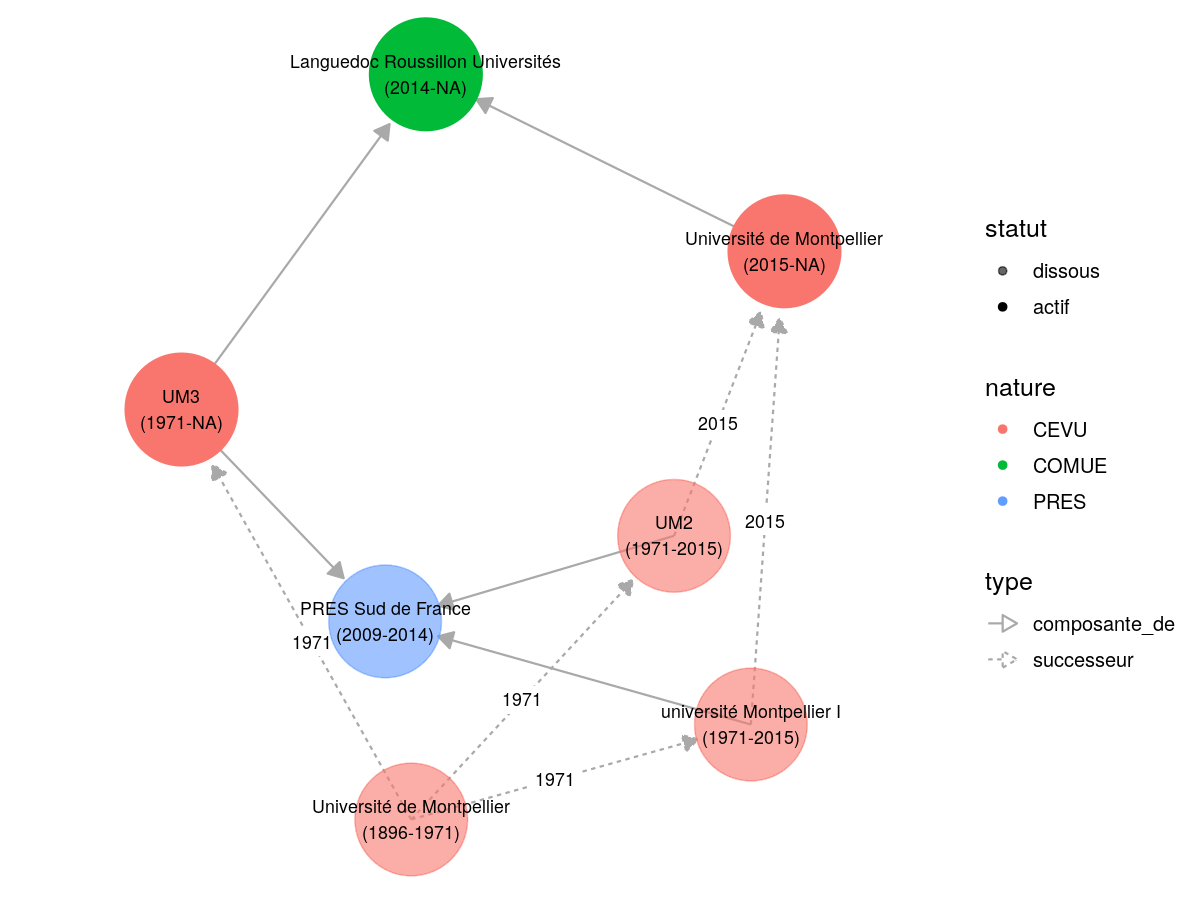 Languedoc Roussillon Universités
(2014-NA)
Université de Montpellier
(2015-NA)
UM3
(1971-NA)
2015
2015
UM2
(1971-2015)
PRES Sud de France
(2009-2014)
1971
1971
université Montpellier I
(1971-2015)
1971
Université de Montpellier
(1896-1971)
statut
dissous
actif
nature
CEVU
COMUE
PRES
type
composante_de
successeur